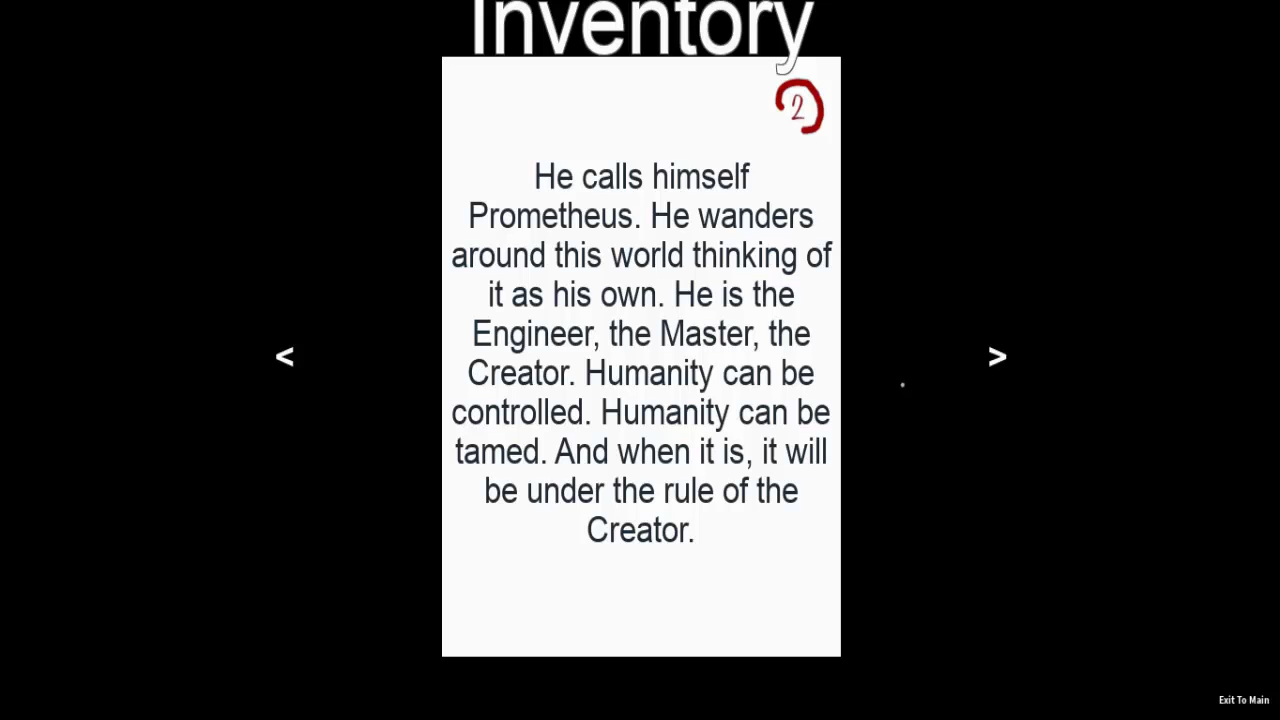 Inventory
2
He calls himself
Prometheus. He wanders
around this world thinking of
it as his own. He is the
Engineer, the Master, the
Creator. Humanity can be
controlled. Humanity can be
tamed. And when it is, it will
be under the rule of the
Creator.
< >
Exit To Main